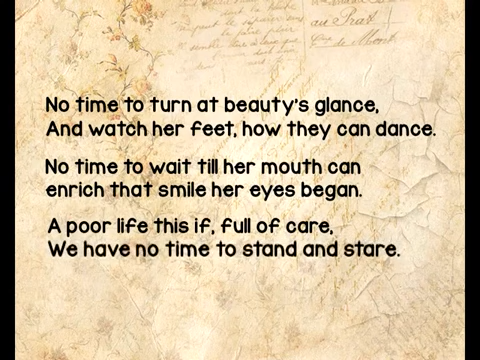 au Trait
No time to turn at beauty's glance,
And watch her feet, how they can dance.
No time to wait till her mouth can
enrich that smile her eyes began.
A poor life this if, full of care,
We have no time to stand and stare.